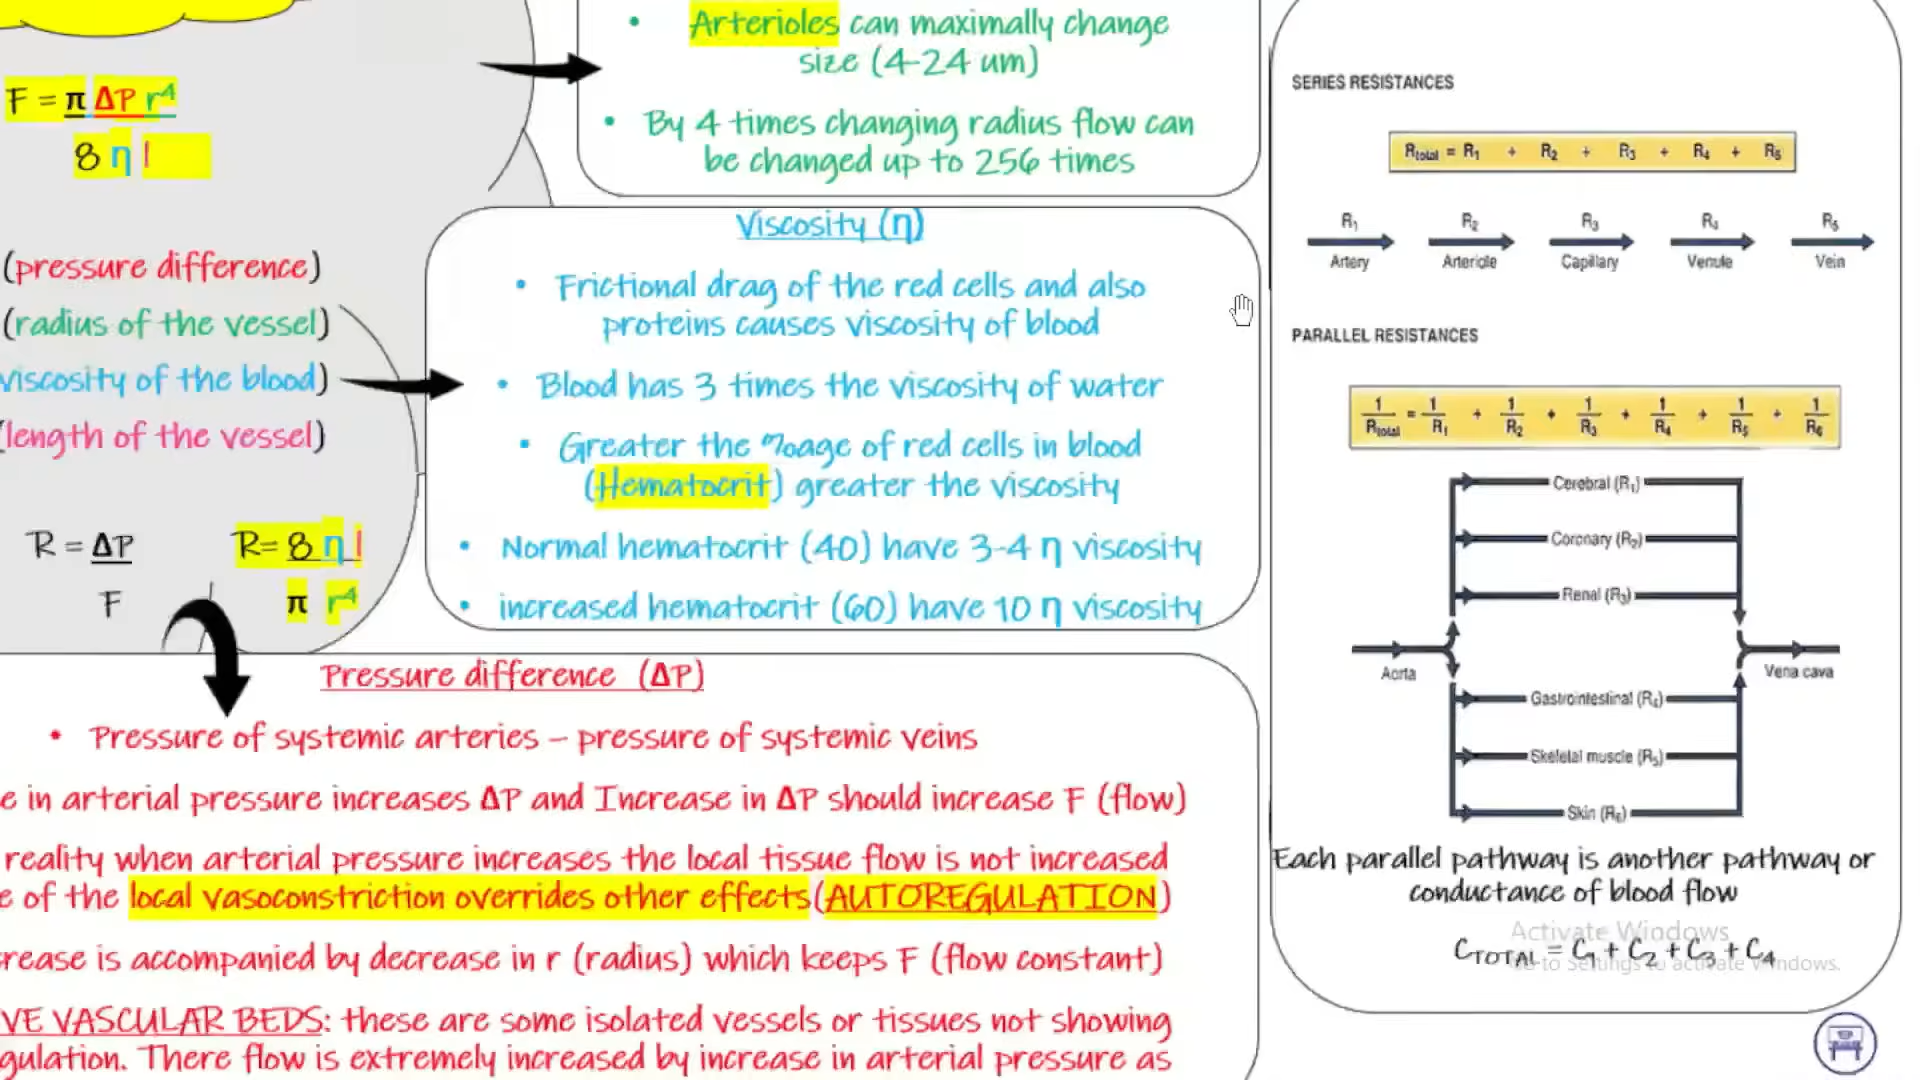 F = π ΔP r⁴
8 η l
(pressure difference)
(radius of the vessel)
viscosity of the blood)
(length of the vessel)
R = ΔP
F
R= 8 η l
π r⁴
• Arterioles can maximally change
size (4-24 um)
• By 4 times changing radius flow can
be changed up to 256 times
Viscosity (η)
• Frictional drag of the red cells and also
proteins causes viscosity of blood
• Blood has 3 times the viscosity of water
• Greater the %age of red cells in blood
(Hematocrit) greater the viscosity
• Normal hematocrit (40) have 3-4 η viscosity
• increased hematocrit (60) have 10 η viscosity
Pressure difference (ΔP)
• Pressure of systemic arteries – pressure of systemic veins
e in arterial pressure increases ΔP and Increase in ΔP should increase F (flow)
reality when arterial pressure increases the local tissue flow is not increased
e of the local vasoconstriction overrides other effects(AUTOREGULATION)
crease is accompanied by decrease in r (radius) which keeps F (flow constant)
VE VASCULAR BEDS: these are some isolated vessels or tissues not showing
gulation. There flow is extremely increased by increase in arterial pressure as
SERIES RESISTANCES
Rtotal = R1 + R2 + R3 + R4 + R5
R1 R2 R3 R4 R5
Artery Arteriole Capillary Venule Vein
PARALLEL RESISTANCES
1/Rtotal = 1/R1 + 1/R2 + 1/R3 + 1/R4 + 1/R5 + 1/R6
Cerebral (R1)
Coronary (R2)
Renal (R3)
Aorta
Vena cava
Gastrointestinal (R4)
Skeletal muscle (R5)
Skin (R6)
Each parallel pathway is another pathway or
conductance of blood flow
Activate Windows
CTOTAL = C1 + C2 + C3 + C4
Go to Settings to activate Windows.